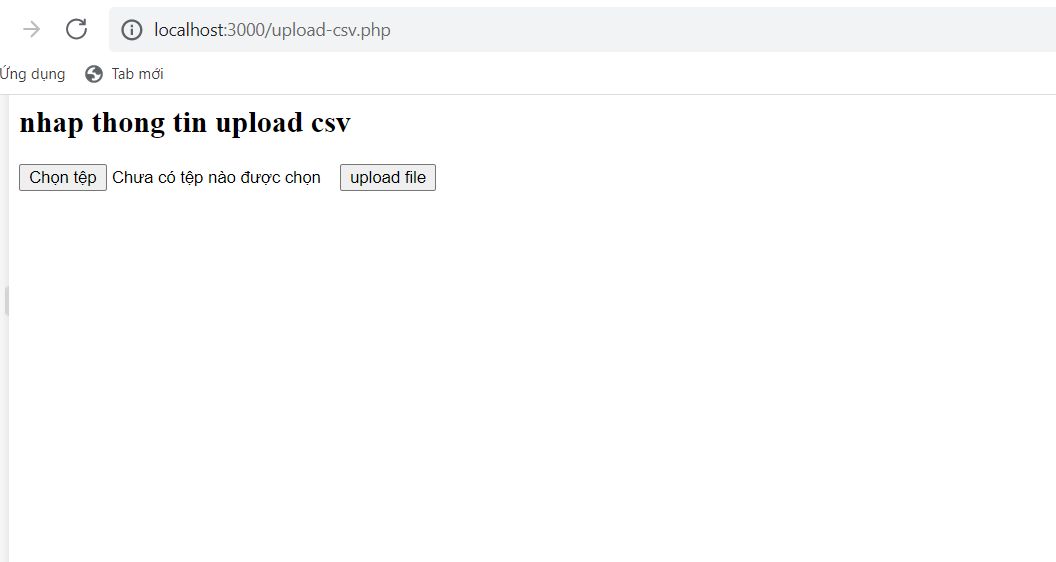 localhost:3000/upload-csv.php
Ứng dụng Tab mới
nhap thong tin upload csv
Chọn tệp Chưa có tệp nào được chọn upload file